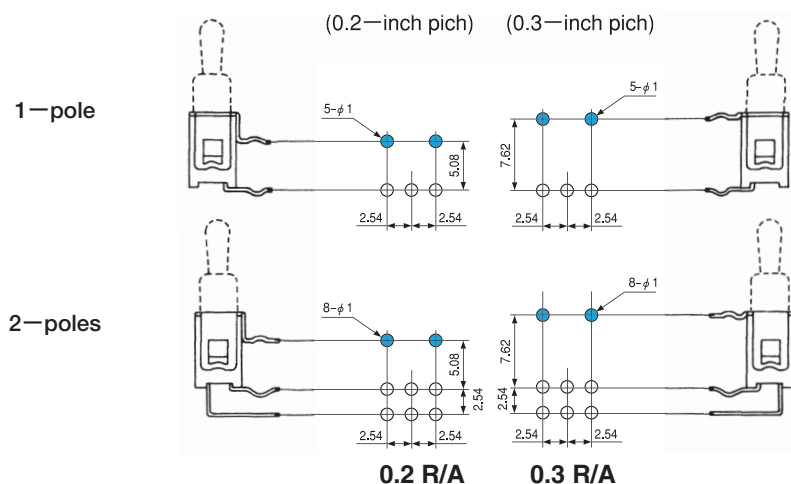 (0.2−inch pich) (0.3−inch pich)
1−pole
5-φ1
5.08
2.54 2.54
5-φ1
7.62
2.54 2.54
2−poles
8-φ1
5.08
2.54
2.54 2.54
8-φ1
7.62
2.54
2.54 2.54
0.2 R/A 0.3 R/A